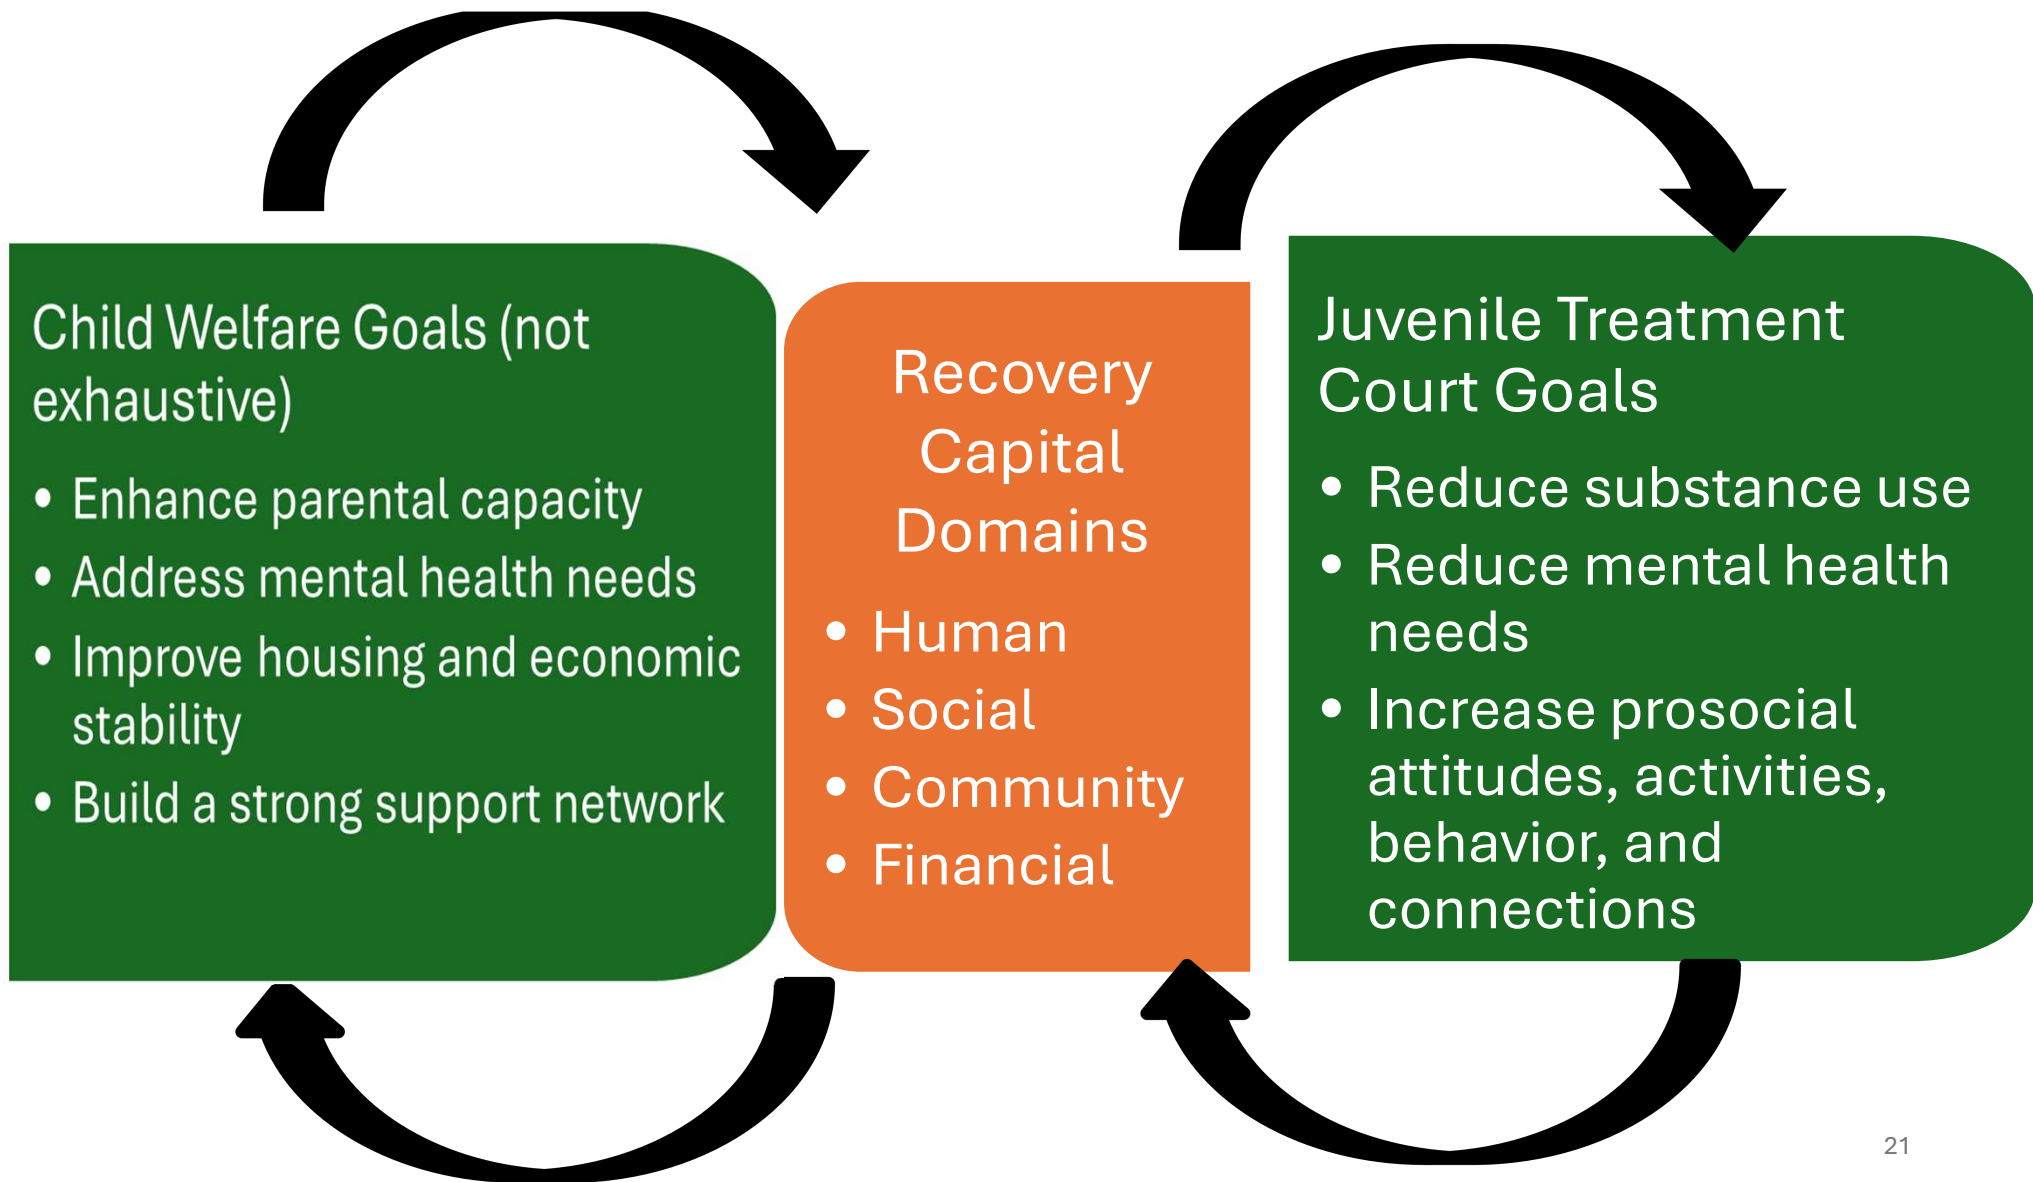 Child Welfare Goals (not
exhaustive)
• Enhance parental capacity
• Address mental health needs
• Improve housing and economic
stability
• Build a strong support network
Recovery
Capital
Domains
• Human
• Social
• Community
• Financial
Juvenile Treatment
Court Goals
• Reduce substance use
• Reduce mental health
needs
• Increase prosocial
attitudes, activities,
behavior, and
connections
21